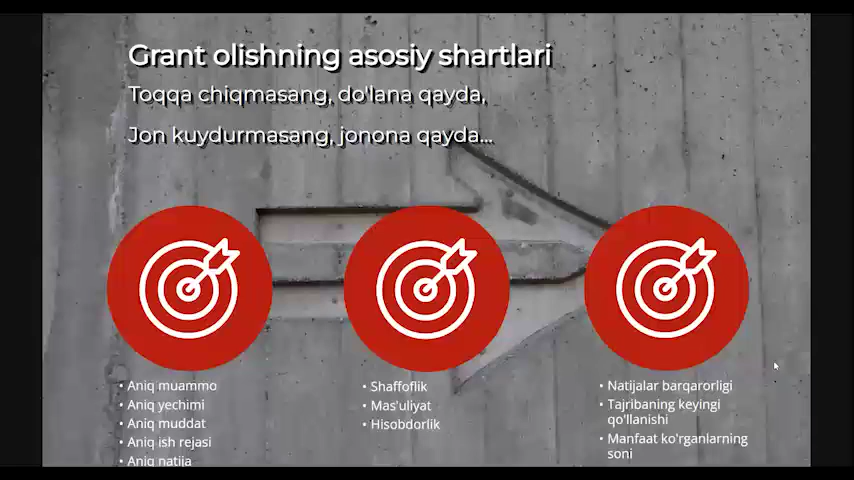 Grant olishning asosiy shartlari
Toqqa chiqmasang, do'lana qayda,
Jon kuydurmasang, jonona qayda...
• Aniq muammo
• Aniq yechimi
• Aniq muddat
• Aniq ish rejasi
• Aniq natija
• Shaffoflik
• Mas'uliyat
• Hisobdorlik
• Natijalar barqarorligi
• Tajribaning keyingi
qo'llanishi
• Manfaat ko'rganlarning
soni